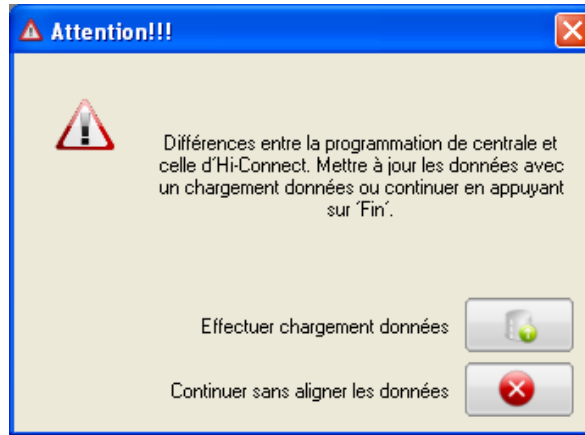 Attention!!!
Différences entre la programmation de centrale et
celle d´Hi-Connect. Mettre à jour les données avec
un chargement données ou continuer en appuyant
sur ´Fin´.
Effectuer chargement données
Continuer sans aligner les données